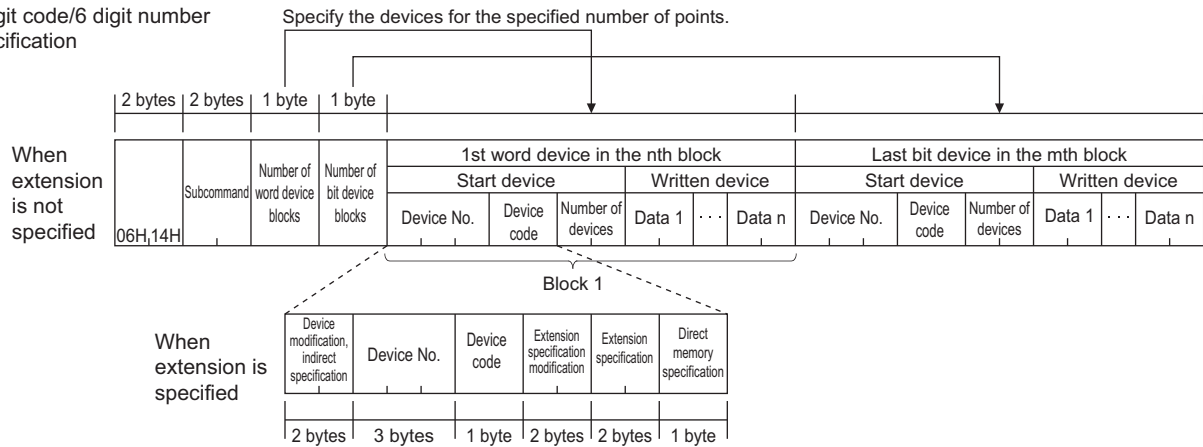 git code/6 digit number
cification
Specify the devices for the specified number of points.
2 bytes 2 bytes 1 byte 1 byte
When
extension
is not
specified
06H 14H
Subcommand
Number of
word device
blocks
Number of
bit device
blocks
1st word device in the nth block
Start device
Written device
Device No.
Device
code
Number of
devices
Data 1 ··· Data n
Last bit device in the mth block
Start device
Written device
Device No.
Device
code
Number of
devices
Data 1 ··· Data n
Block 1
When
extension is
specified
Device
modification,
indirect
specification
Device No.
Device
code
Extension
specification
modification
Extension
specification
Direct
memory
specification
2 bytes 3 bytes 1 byte 2 bytes 2 bytes 1 byte